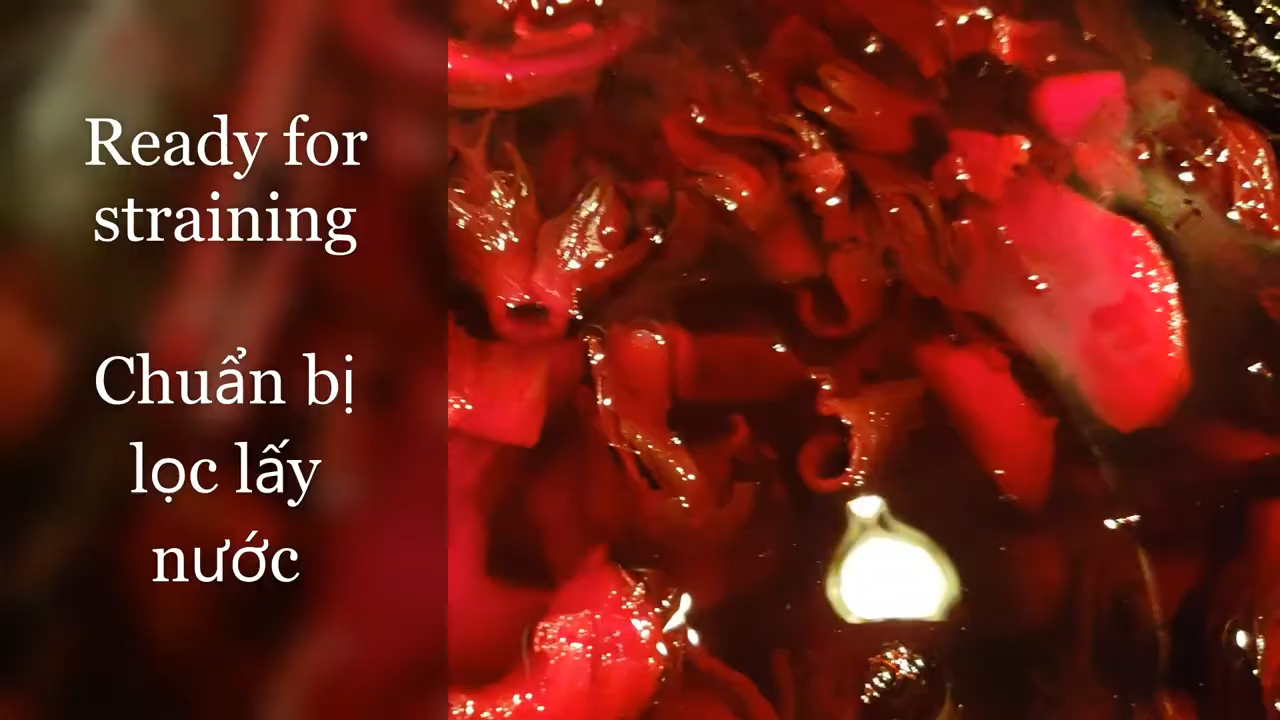 Ready for
straining
Chuẩn bị
lọc lấy
nước